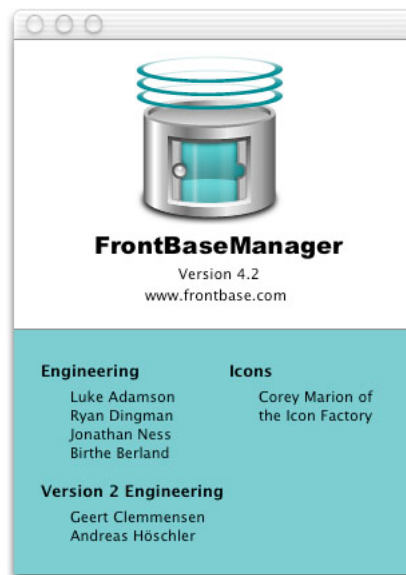 FrontBaseManager
Version 4.2
www.frontbase.com
Engineering
Luke Adamson
Ryan Dingman
Jonathan Ness
Birthe Berland
Icons
Corey Marion of
the Icon Factory
Version 2 Engineering
Geert Clemmensen
Andreas Höschler